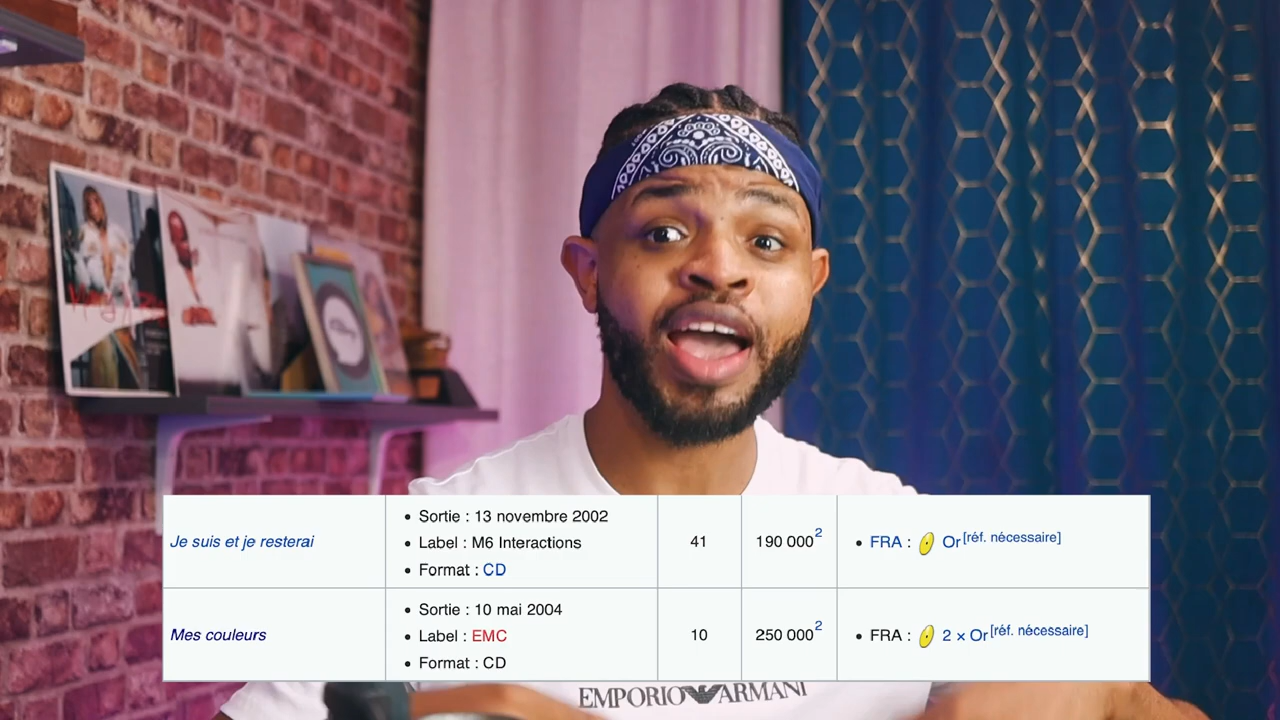 Je suis et je resterai
• Sortie : 13 novembre 2002
• Label : M6 Interactions
• Format : CD
41
190 000²
• FRA : Or [réf. nécessaire]
Mes couleurs
• Sortie : 10 mai 2004
• Label : EMC
• Format : CD
10
250 000²
• FRA : 2 × Or [réf. nécessaire]
EMPORIO ARMANI